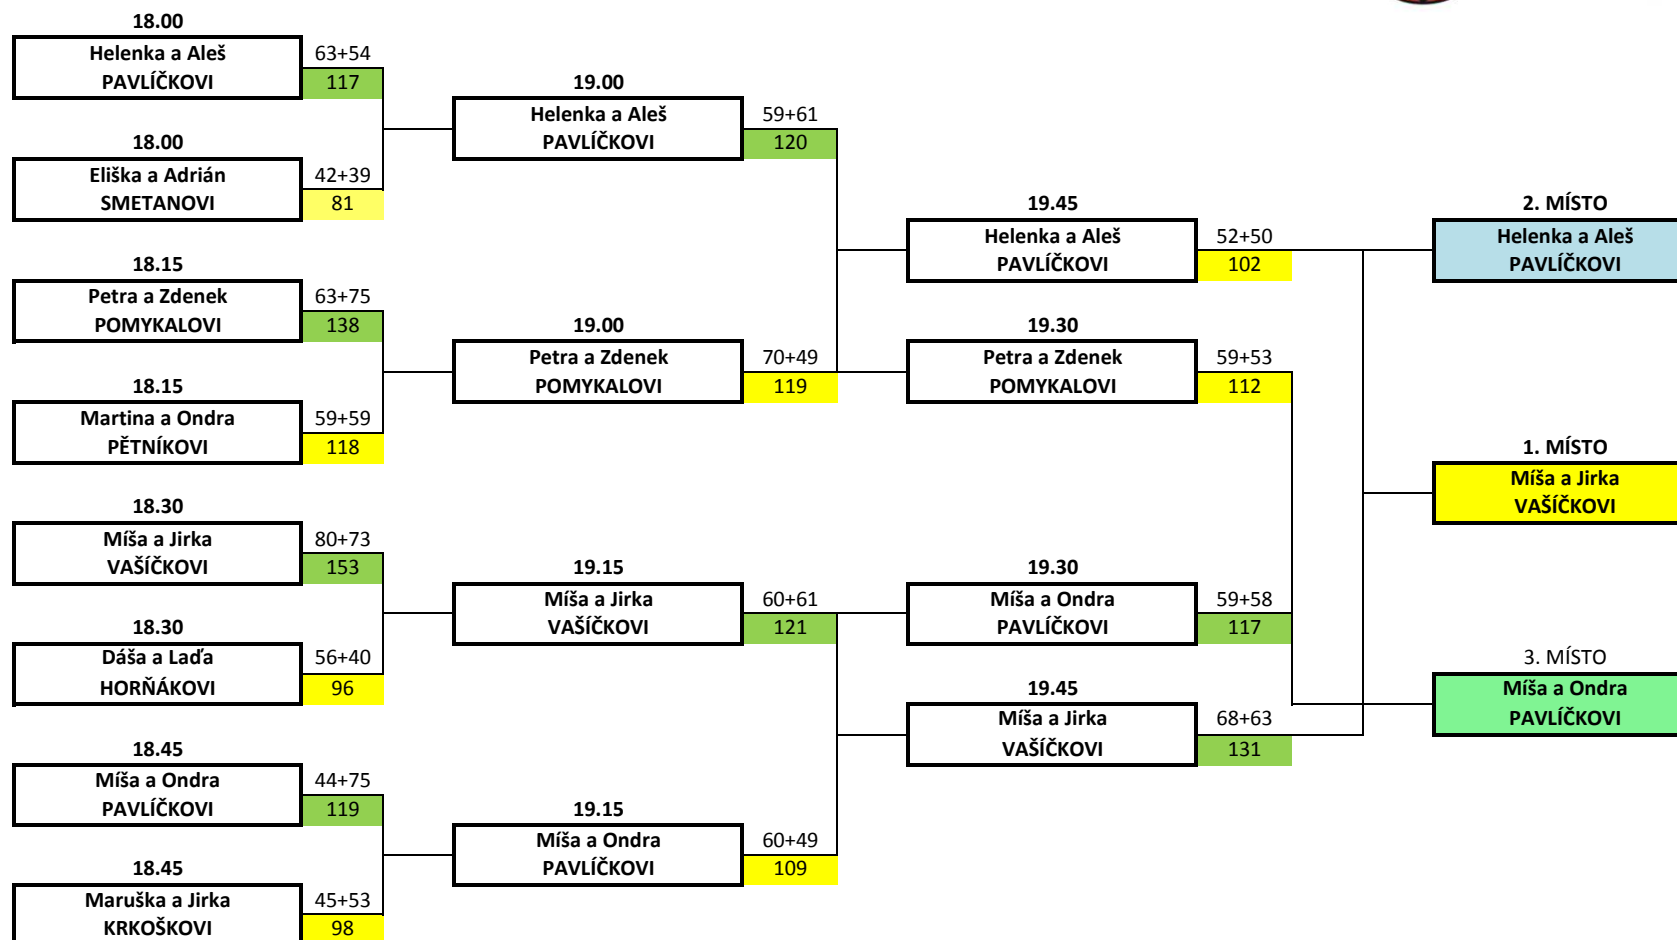 18.00
Helenka a Aleš
PAVLÍČKOVI
63+54
117
18.00
Eliška a Adrián
SMETANOVI
42+39
81
18.15
Petra a Zdenek
POMYKALOVI
63+75
138
18.15
Martina a Ondra
PĚTNÍKOVI
59+59
118
18.30
Míša a Jirka
VAŠÍČKOVI
80+73
153
18.30
Dáša a Laďa
HORŇÁKOVI
56+40
96
18.45
Míša a Ondra
PAVLÍČKOVI
44+75
119
18.45
Maruška a Jirka
KRKOŠKOVI
45+53
98
19.00
Helenka a Aleš
PAVLÍČKOVI
59+61
120
19.00
Petra a Zdenek
POMYKALOVI
70+49
119
19.15
Míša a Jirka
VAŠÍČKOVI
60+61
121
19.15
Míša a Ondra
PAVLÍČKOVI
60+49
109
19.45
Helenka a Aleš
PAVLÍČKOVI
52+50
102
19.30
Petra a Zdenek
POMYKALOVI
59+53
112
19.30
Míša a Ondra
PAVLÍČKOVI
59+58
117
19.45
Míša a Jirka
VAŠÍČKOVI
68+63
131
2. MÍSTO
Helenka a Aleš
PAVLÍČKOVI
1. MÍSTO
Míša a Jirka
VAŠÍČKOVI
3. MÍSTO
Míša a Ondra
PAVLÍČKOVI